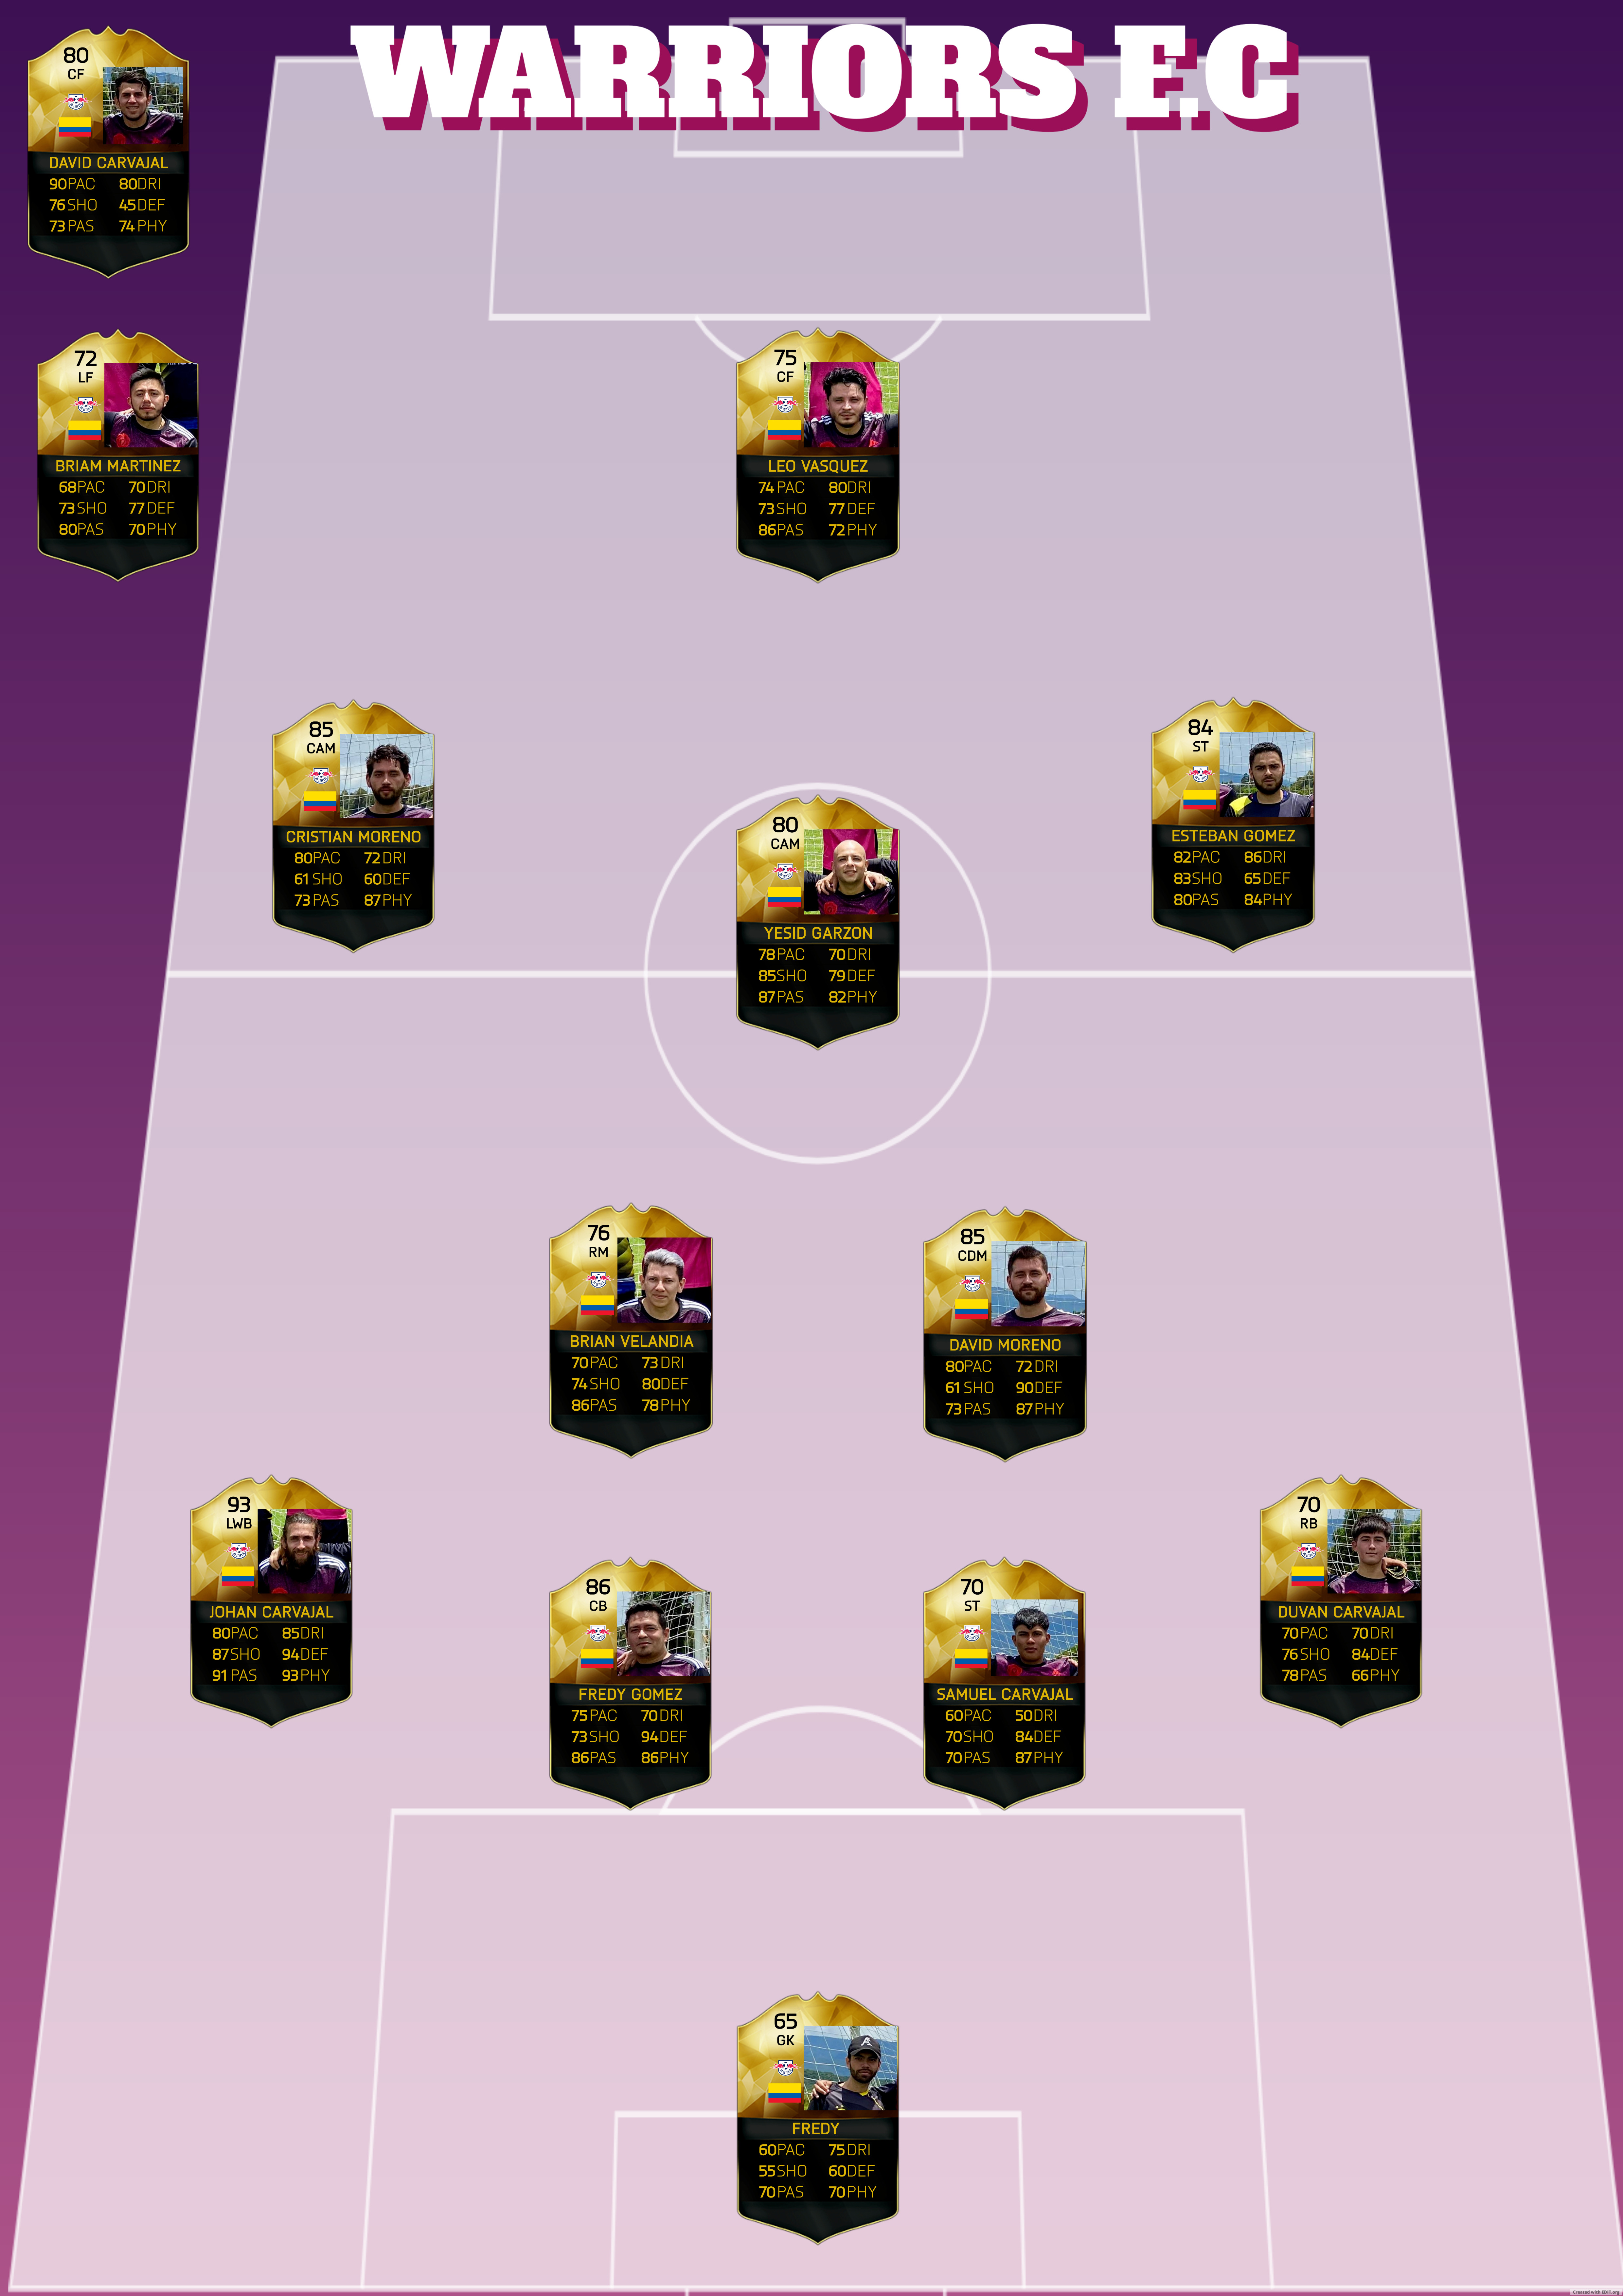 WARRIORS F.C
80
CF
DAVID CARVAJAL
90PAC 80DRI
76SHO 45DEF
73PAS 74PHY
72
LF
BRIAM MARTINEZ
68PAC 70DRI
73SHO 77DEF
80PAS 70PHY
75
CF
LEO VASQUEZ
74PAC 80DRI
73SHO 77DEF
86PAS 72PHY
85
CAM
CRISTIAN MORENO
80PAC 72DRI
61SHO 60DEF
73PAS 87PHY
80
CAM
YESID GARZON
78PAC 70DRI
85SHO 79DEF
87PAS 82PHY
84
ST
ESTEBAN GOMEZ
82PAC 86DRI
83SHO 65DEF
80PAS 84PHY
76
RM
BRIAN VELANDIA
70PAC 73DRI
74SHO 80DEF
86PAS 78PHY
85
CDM
DAVID MORENO
80PAC 72DRI
61SHO 90DEF
73PAS 87PHY
93
LWB
JOHAN CARVAJAL
80PAC 85DRI
87SHO 94DEF
91PAS 93PHY
86
CB
FREDY GOMEZ
75PAC 70DRI
73SHO 94DEF
86PAS 86PHY
70
ST
SAMUEL CARVAJAL
60PAC 50DRI
70SHO 84DEF
70PAS 87PHY
70
RB
DUVAN CARVAJAL
70PAC 70DRI
76SHO 84DEF
78PAS 66PHY
65
GK
FREDY
60PAC 75DRI
55SHO 60DEF
70PAS 70PHY